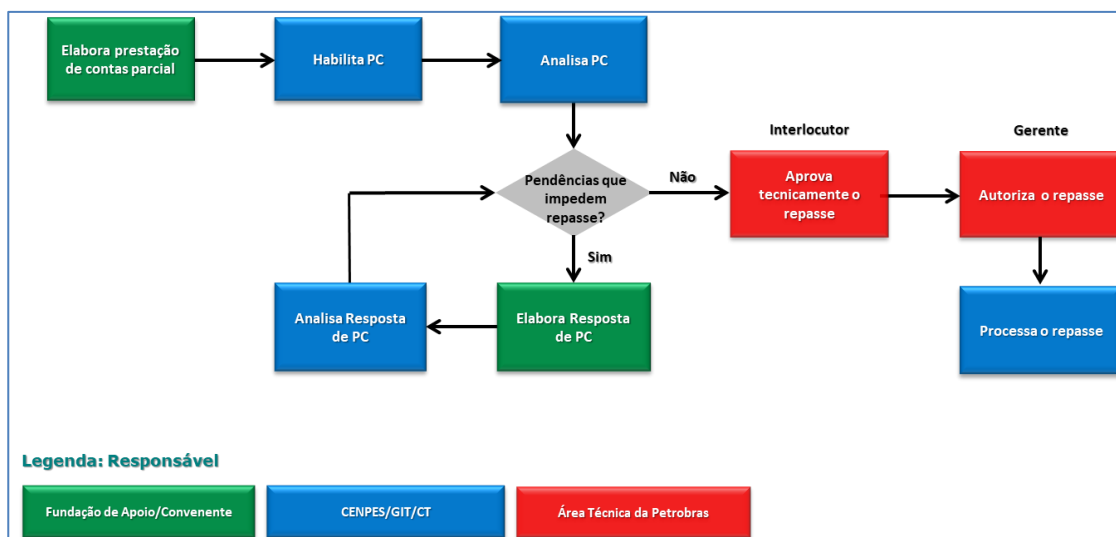 Elabora prestação
de contas parcial
Habilita PC
Analisa PC
Interlocutor
Gerente
Pendências que
impedem
repasse?
Não
Aprova
tecnicamente o
repasse
Autoriza o repasse
Sim
Analisa Resposta
de PC
Elabora Resposta
de PC
Processa o repasse
Legenda: Responsável
Fundação de Apoio/Convenente
CENPES/GIT/CT
Área Técnica da Petrobras